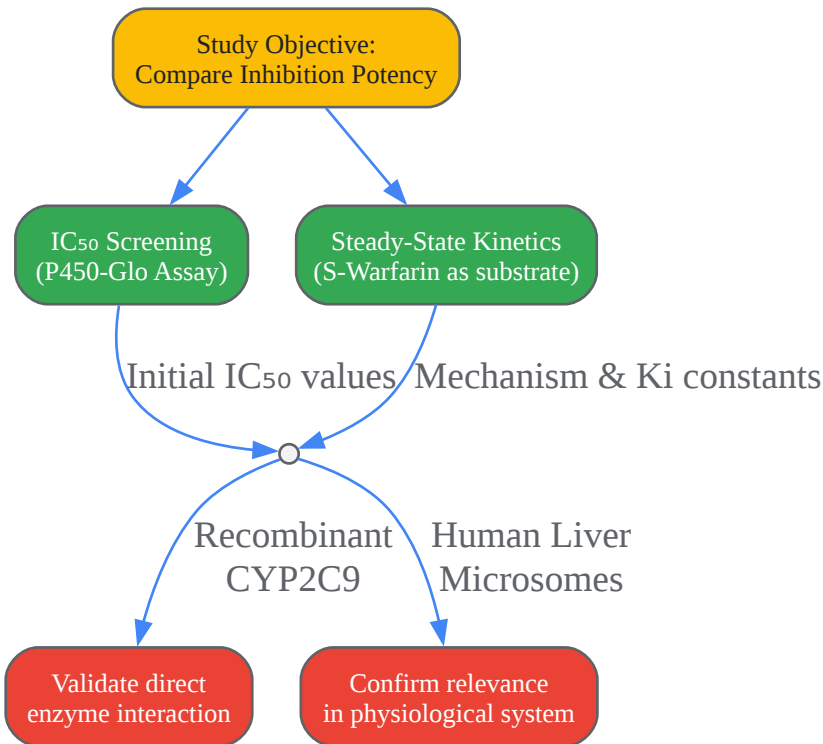 Study Objective:
Compare Inhibition Potency
IC₅₀ Screening
(P450-Glo Assay)
Steady-State Kinetics
(S-Warfarin as substrate)
Initial IC₅₀ values
Mechanism & Ki constants
Recombinant
CYP2C9
Human Liver
Microsomes
Validate direct
enzyme interaction
Confirm relevance
in physiological system